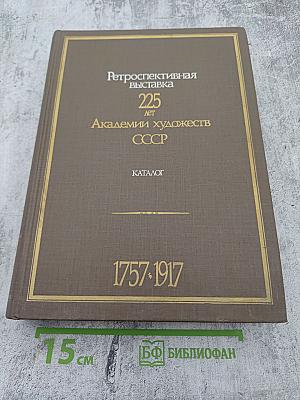 Ретроспективная
выставка
225
лет
Академии художеств
СССР
КАТАЛОГ
1757•1917
15 см
БФ БИБЛИОФАН